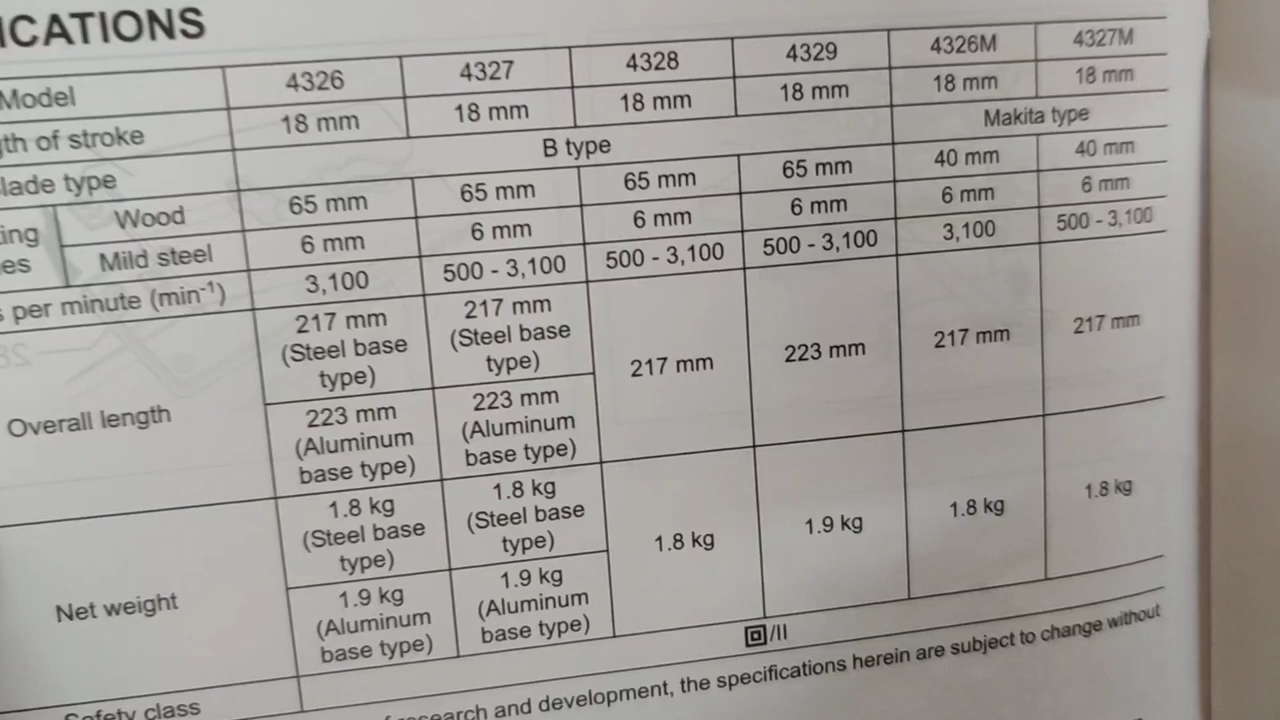 ICATIONS
Model 4326 4327 4328 4329 4326M 4327M
gth of stroke 18 mm 18 mm 18 mm 18 mm 18 mm 18 mm
lade type B type Makita type
ing
es
Wood 65 mm 65 mm 65 mm 65 mm 40 mm 40 mm
Mild steel 6 mm 6 mm 6 mm 6 mm 6 mm 6 mm
s per minute (min⁻¹) 3,100 500 - 3,100 500 - 3,100 500 - 3,100 3,100 500 - 3,100
Overall length
217 mm
(Steel base
type)
217 mm
(Steel base
type)
217 mm 223 mm 217 mm 217 mm
223 mm
(Aluminum
base type)
223 mm
(Aluminum
base type)
Net weight
1.8 kg
(Steel base
type)
1.8 kg
(Steel base
type)
1.8 kg 1.9 kg 1.8 kg 1.8 kg
1.9 kg
(Aluminum
base type)
1.9 kg
(Aluminum
base type)
Safety class /II
search and development, the specifications herein are subject to change without